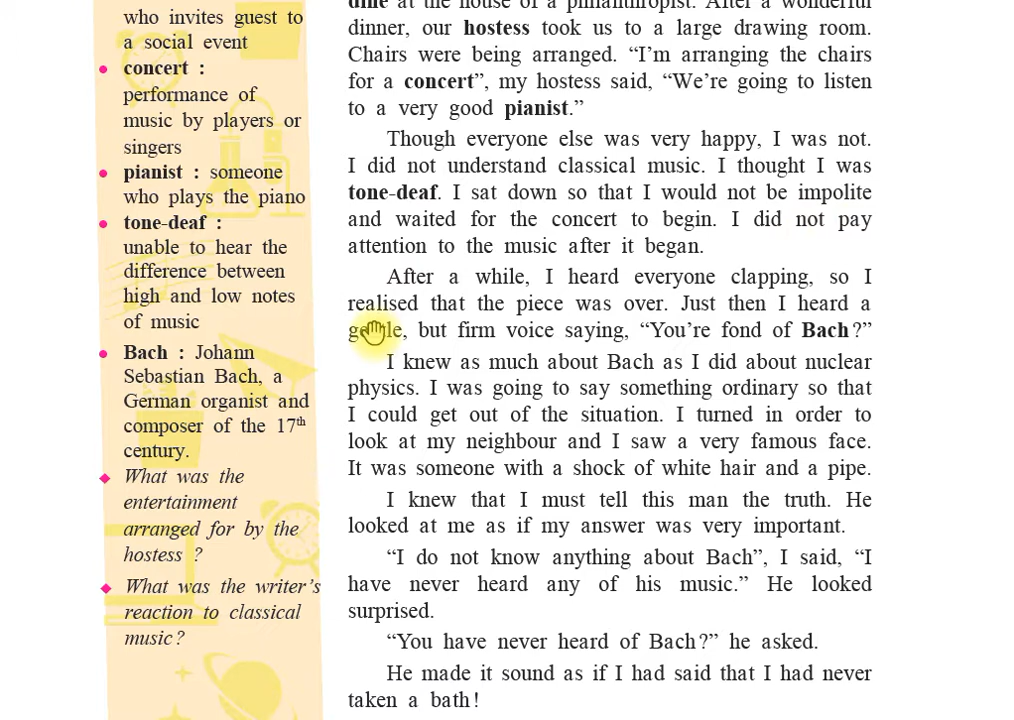 who invites guest to
a social event
concert :
performance of
music by players or
singers
pianist : someone
who plays the piano
tone-deaf :
unable to hear the
difference between
high and low notes
of music
Bach : Johann
Sebastian Bach, a
German organist and
composer of the 17th
century.
What was the
entertainment
arranged for by the
hostess ?
What was the writer’s
reaction to classical
music?
dine at the house of a philanthropist. After a wonderful
dinner, our hostess took us to a large drawing room.
Chairs were being arranged. “I’m arranging the chairs
for a concert”, my hostess said, “We’re going to listen
to a very good pianist.”
Though everyone else was very happy, I was not.
I did not understand classical music. I thought I was
tone-deaf. I sat down so that I would not be impolite
and waited for the concert to begin. I did not pay
attention to the music after it began.
After a while, I heard everyone clapping, so I
realised that the piece was over. Just then I heard a
gentle, but firm voice saying, “You’re fond of Bach?”
I knew as much about Bach as I did about nuclear
physics. I was going to say something ordinary so that
I could get out of the situation. I turned in order to
look at my neighbour and I saw a very famous face.
It was someone with a shock of white hair and a pipe.
I knew that I must tell this man the truth. He
looked at me as if my answer was very important.
“I do not know anything about Bach”, I said, “I
have never heard any of his music.” He looked
surprised.
“You have never heard of Bach?” he asked.
He made it sound as if I had said that I had never
taken a bath!